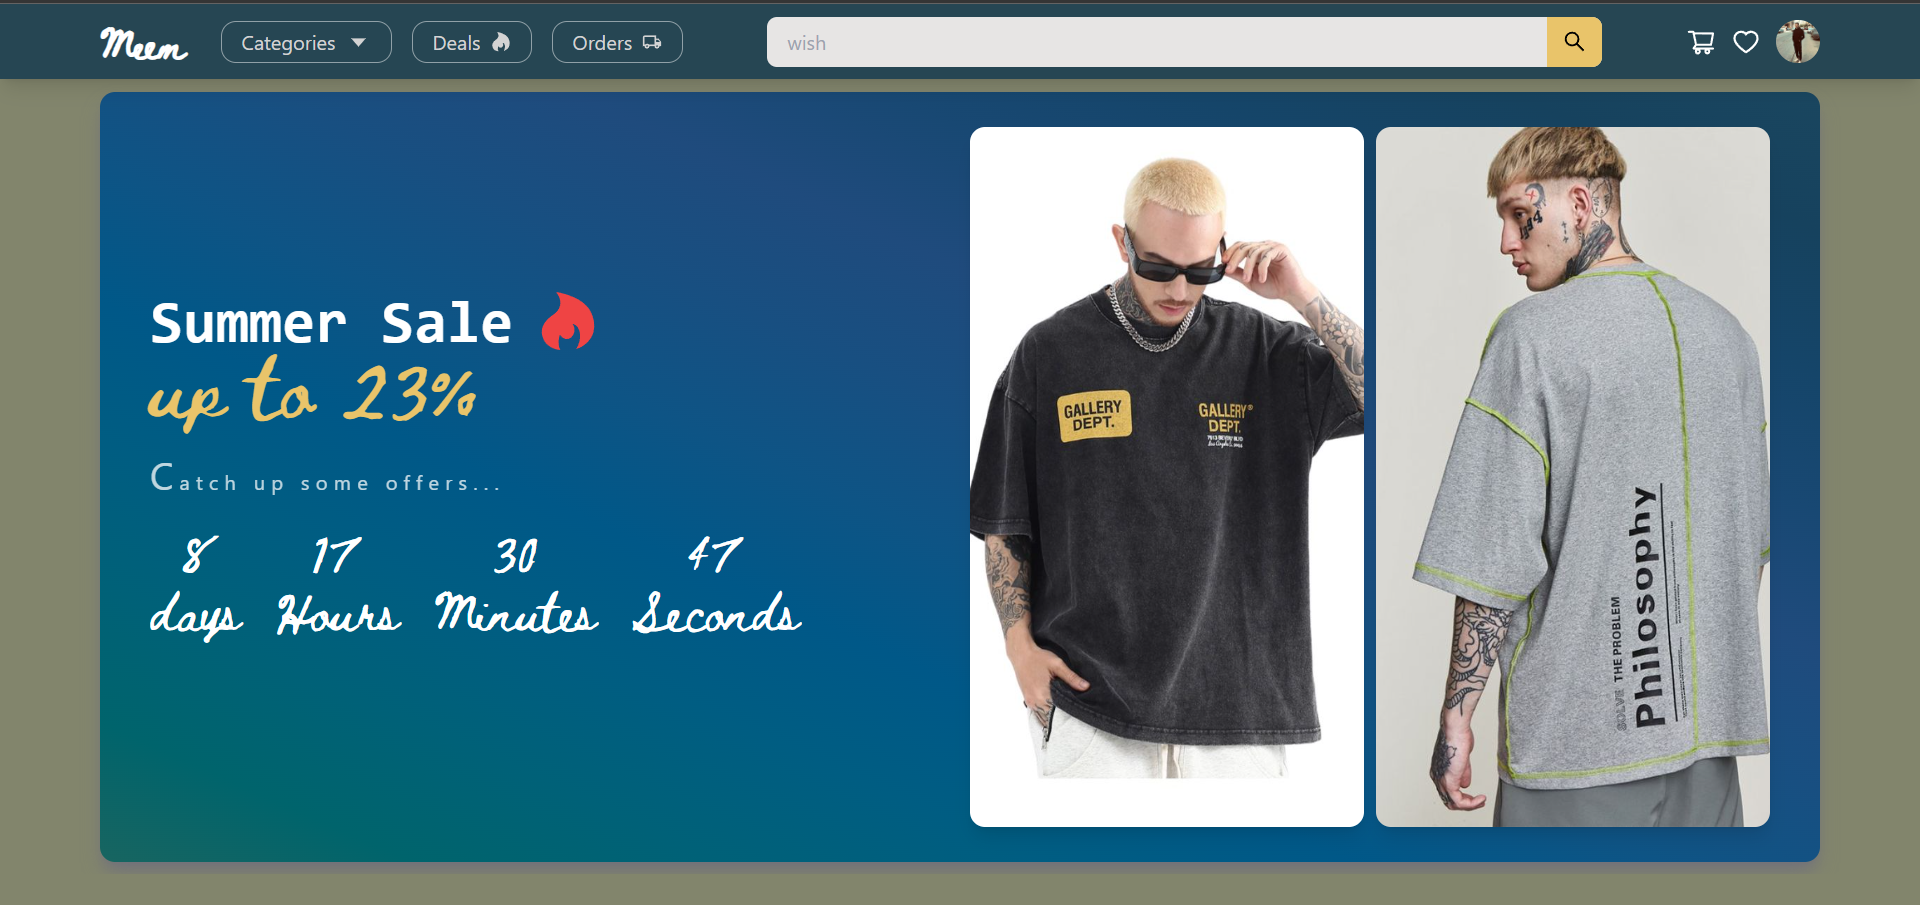 Meem
Categories
Deals
Orders
wish
Summer Sale
up to 23%
Catch up some offers...
8 17 30 47
days Hours Minutes Seconds
GALLERY
DEPT.
GALLERY®
DEPT.
SOLVE THE PROBLEM
Philosophy